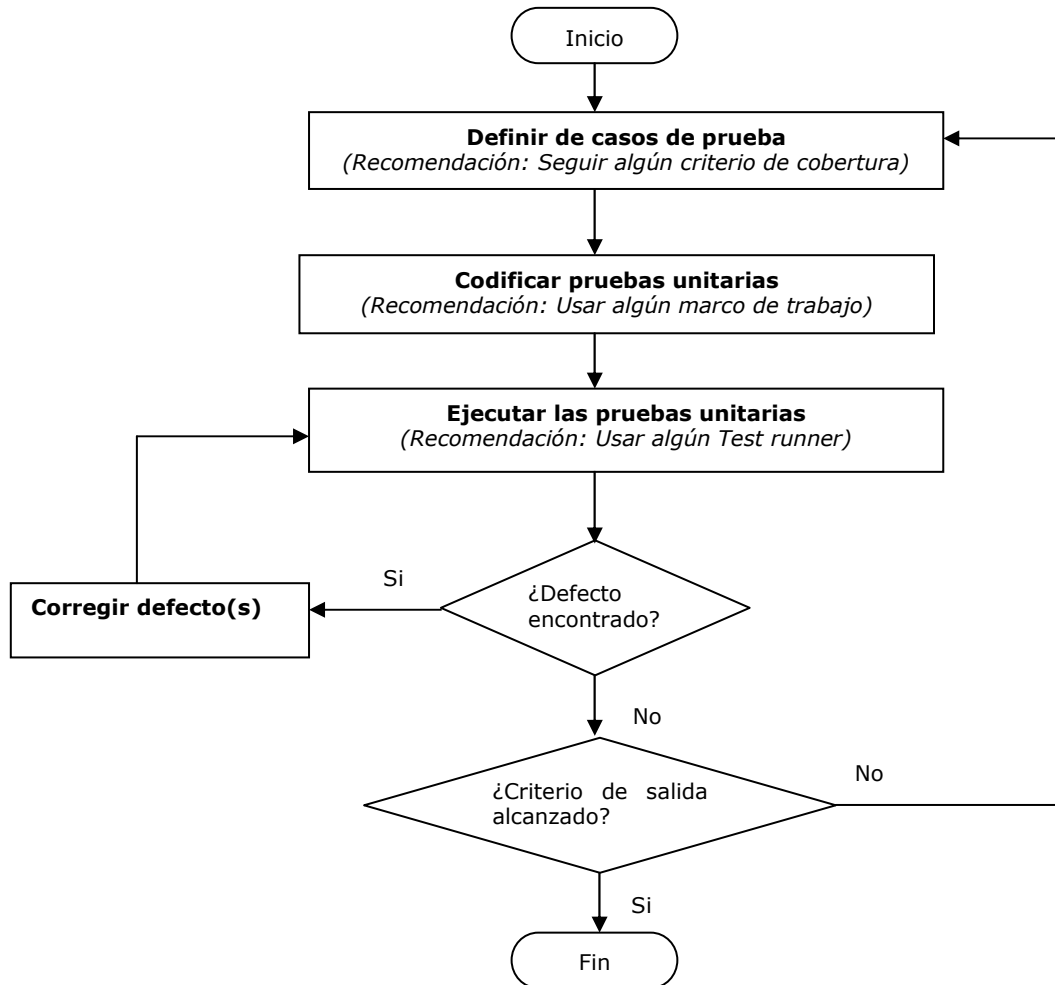 Inicio
Definir de casos de prueba
(Recomendación: Seguir algún criterio de cobertura)
Codificar pruebas unitarias
(Recomendación: Usar algún marco de trabajo)
Ejecutar las pruebas unitarias
(Recomendación: Usar algún Test runner)
Si
¿Defecto
encontrado?
Corregir defecto(s)
No
¿Criterio de salida
alcanzado?
No
Si
Fin